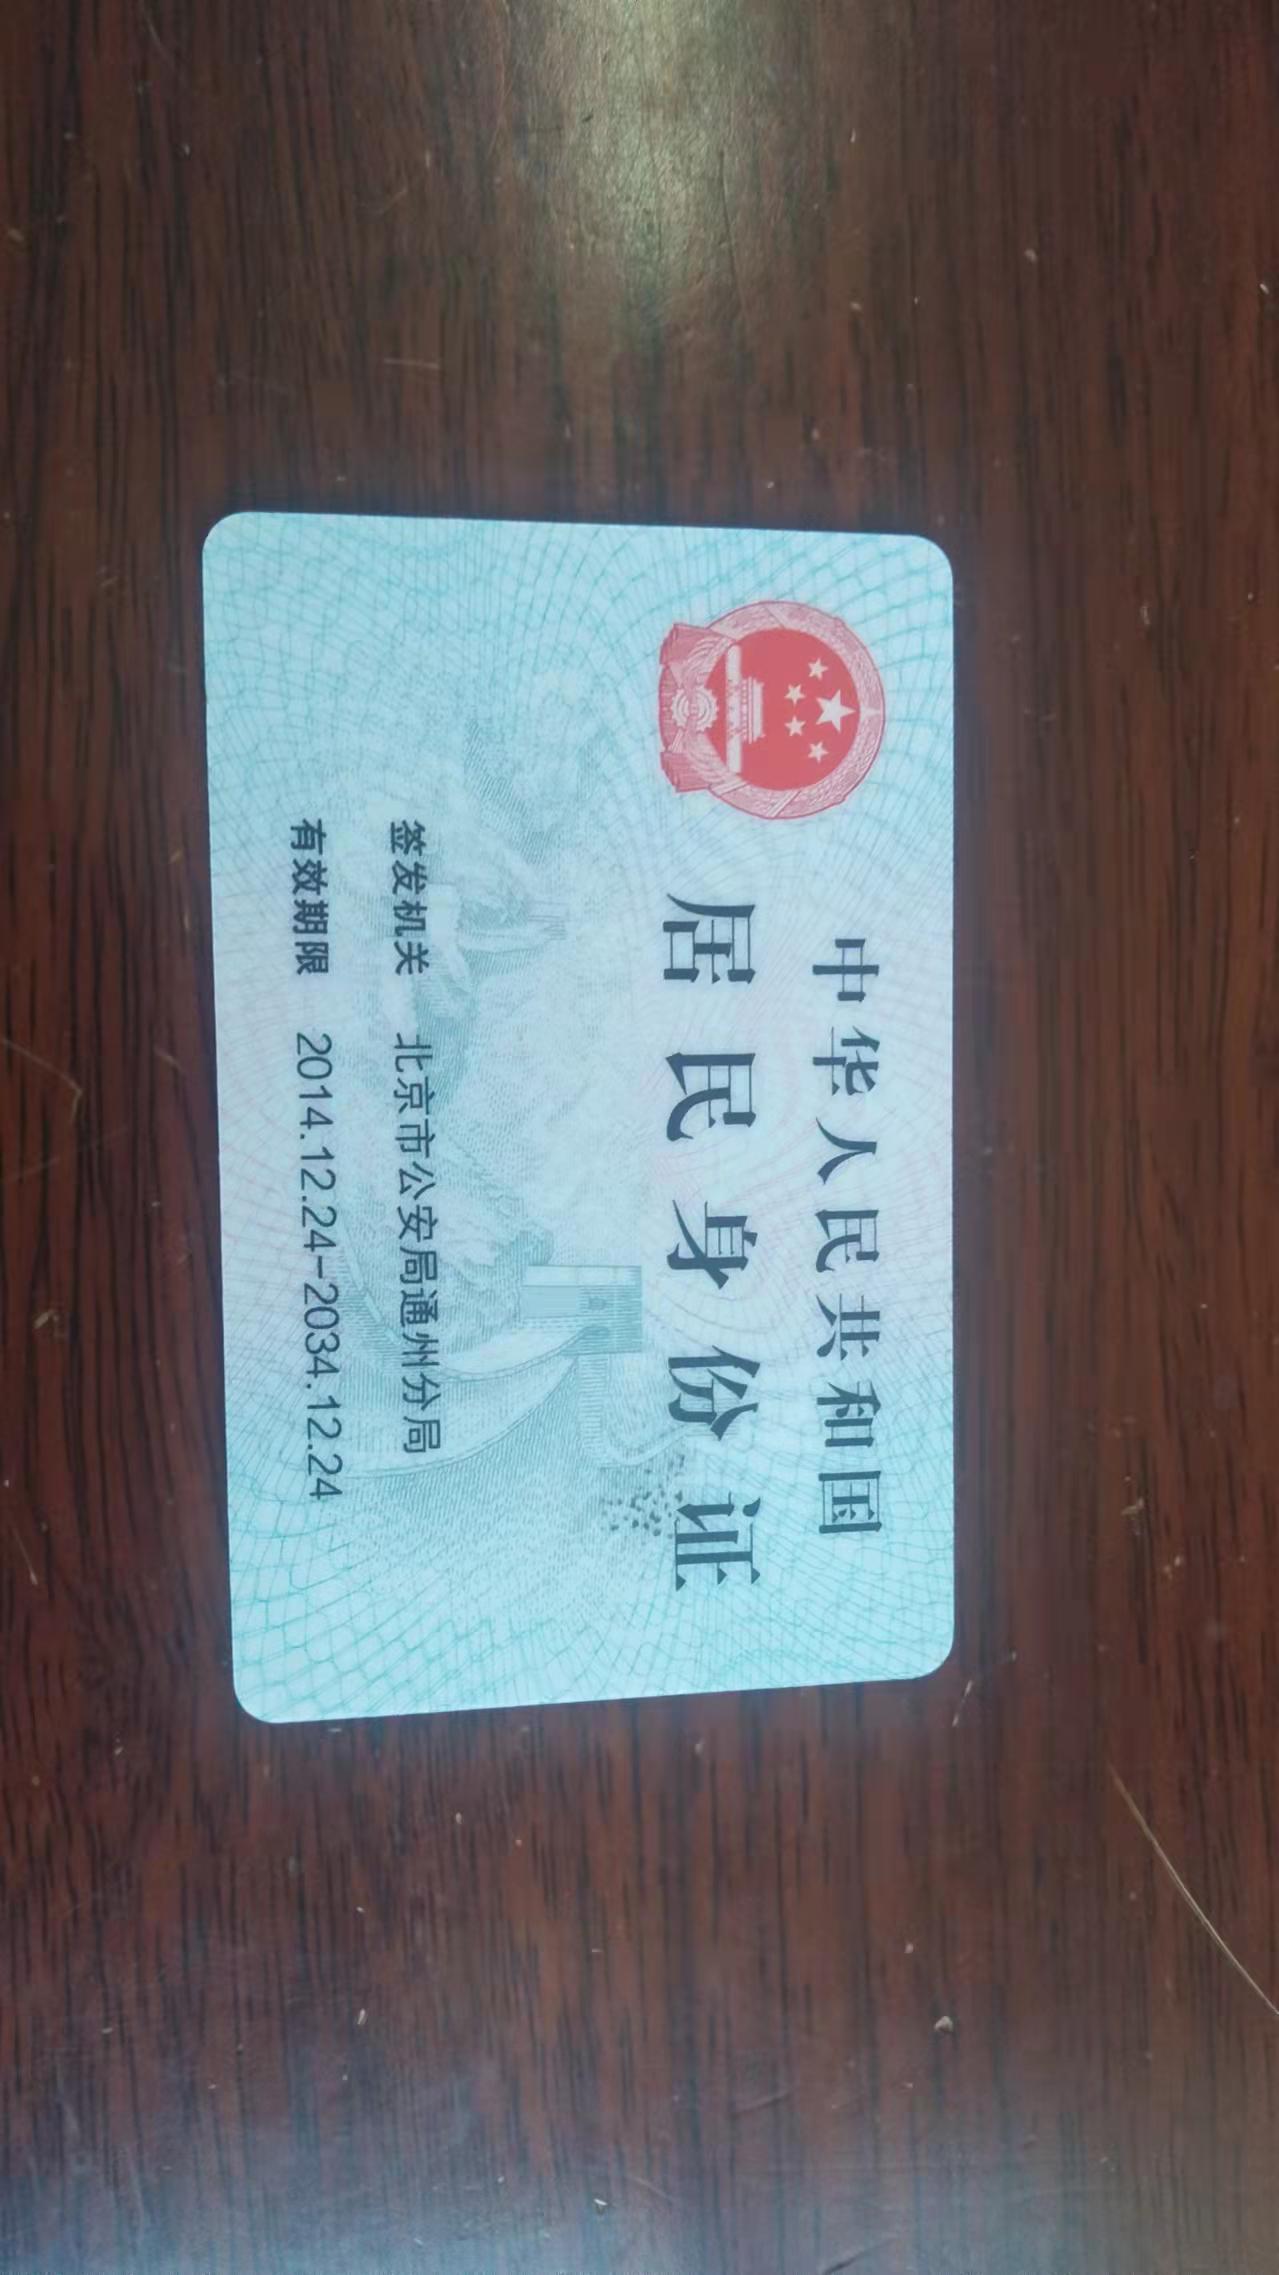 中华人民共和国
居民身份证
签发机关 北京市公安局通州分局
有效期限 2014.12.24-2034.12.24